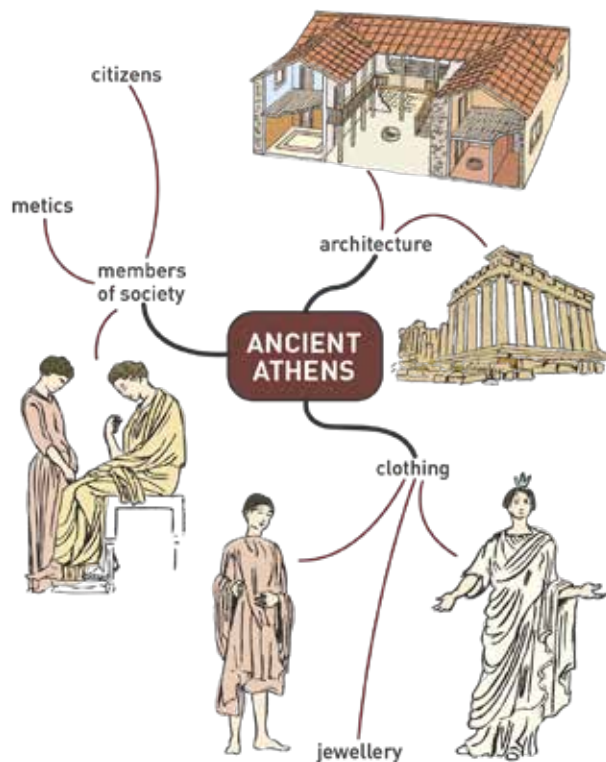 citizens
metics
members
of society
architecture
ANCIENT
ATHENS
clothing
jewellery